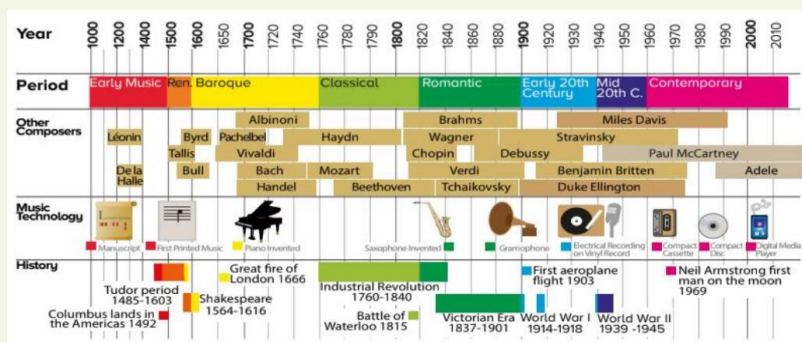 Year
1000 1200 1400 1500 1600 1650 1700 1720 1740 1760 1770 1790 1800 1820 1840 1860 1880 1900 1920 1930 1940 1950 1960 1970 1980 1990 2000 2010
Period Early Music Ren. Baroque Classical Romantic Early 20th Century Mid 20th C. Contemporary
Other Composers
Albinoni Brahms Miles Davis
Léonin Byrd Pachelbel Haydn Wagner Stravinsky
Tallis Vivaldi Chopin Debussy Paul McCartney
De la Halle Bull Bach Mozart Verdi Benjamin Britten Adele
Handel Beethoven Tchaikovsky Duke Ellington
Music Technology
Manuscript First Printed Music Piano Invented Saxophone Invented Gramophone Electrical Recording on Vinyl Record Compact Cassette Compact Disc Digital Media Player
History
Tudor period
1485-1603
Columbus lands in
the Americas 1492
Shakespeare
1564-1616
Great fire of
London 1666
Industrial Revolution
1760-1840
Battle of
Waterloo 1815
Victorian Era
1837-1901
First aeroplane
flight 1903
World War I
1914-1918
World War II
1939 -1945
Neil Armstrong first
man on the moon
1969